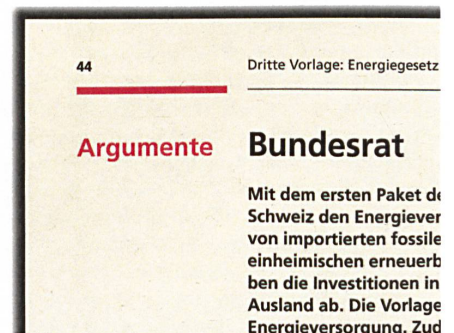 44
Dritte Vorlage: Energiegesetz
Argumente
Bundesrat
Mit dem ersten Paket de
Schweiz den Energiever
von importierten fossile
einheimischen erneuerb
ben die Investitionen in
Ausland ab. Die Vorlage
Energieversorgung. Zud